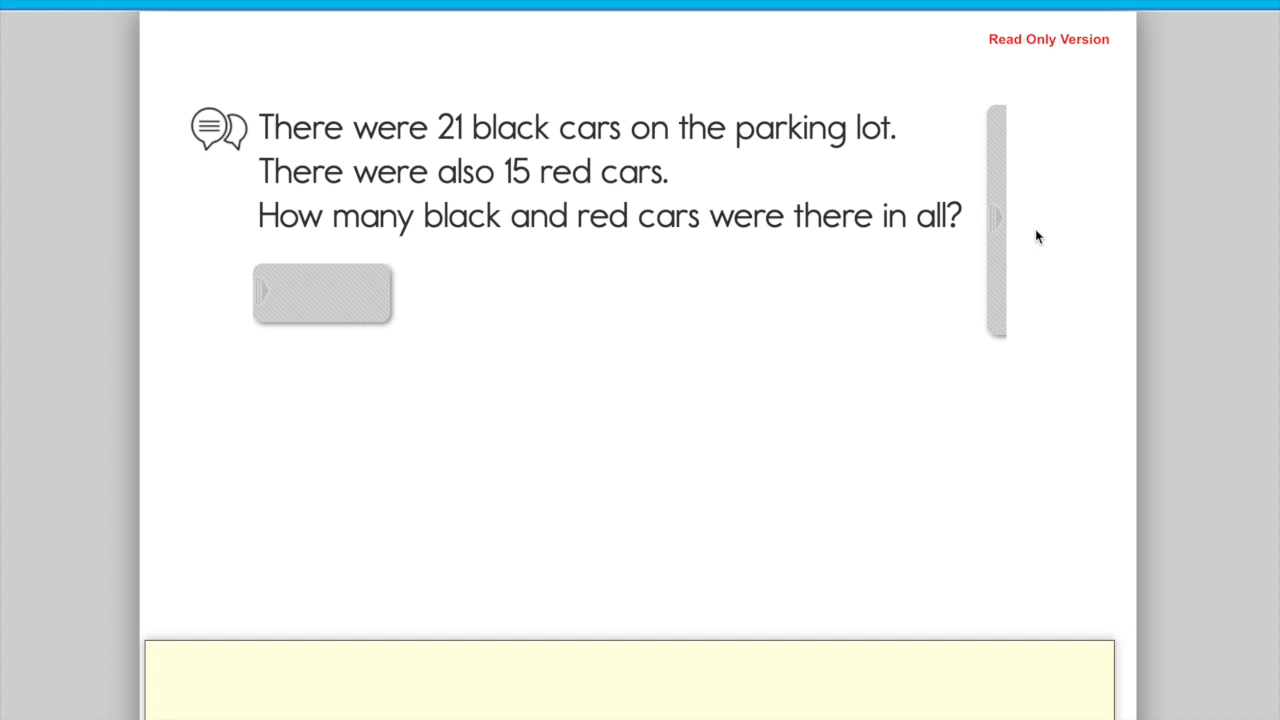 Read Only Version
There were 21 black cars on the parking lot.
There were also 15 red cars.
How many black and red cars were there in all?